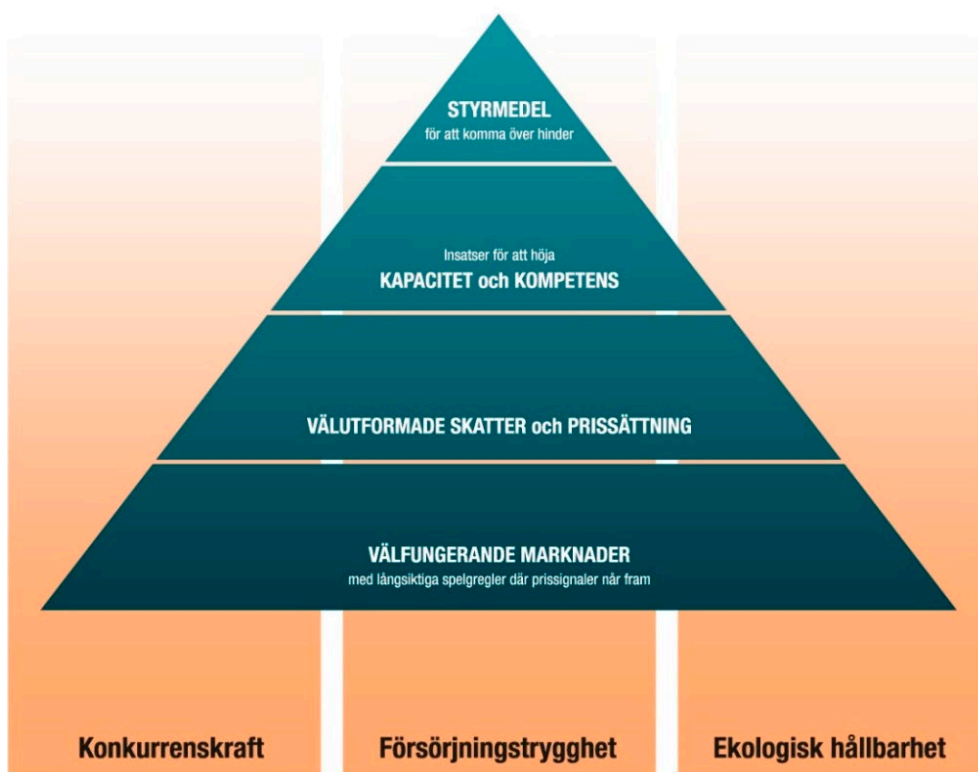 STYRMEDEL
för att komma över hinder
Insatser för att höja
KAPACITET och KOMPETENS
VÄLUTFORMADE SKATTER och PRISSÄTTNING
VÄLFUNGERANDE MARKNADER
med långsiktiga spelregler där prissignaler når fram
Konkurrenskraft
Försörjningstrygghet
Ekologisk hållbarhet